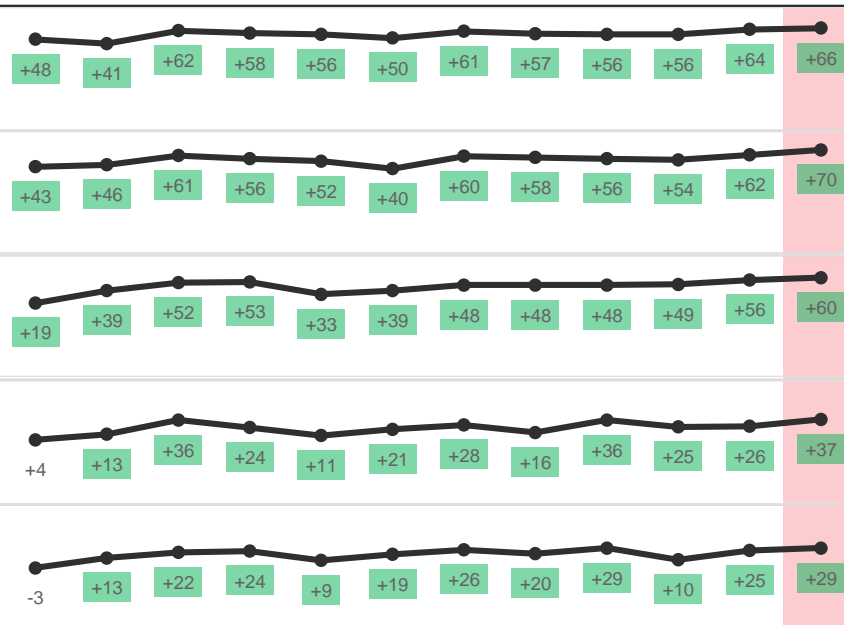 +48 +41 +62 +58 +56 +50 +61 +57 +56 +56 +64 +66
+43 +46 +61 +56 +52 +40 +60 +58 +56 +54 +62 +70
+19 +39 +52 +53 +33 +39 +48 +48 +48 +49 +56 +60
+4 +13 +36 +24 +11 +21 +28 +16 +36 +25 +26 +37
-3 +13 +22 +24 +9 +19 +26 +20 +29 +10 +25 +29